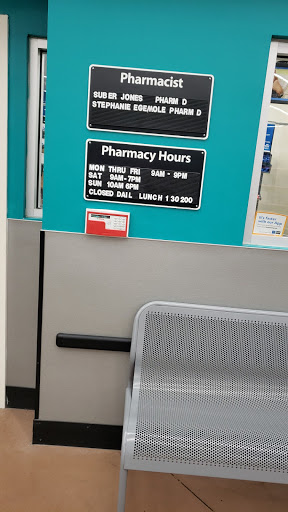 Pharmacist
SUBER JONES PHARM D
STEPHANIE EGEMOLE PHARM D
Pharmacy Hours
MON THRU FRI 9AM - 9PM
SAT 9AM-7PM
SUN 10AM 6PM
CLOSED DAIL LUNCH 1 30 200